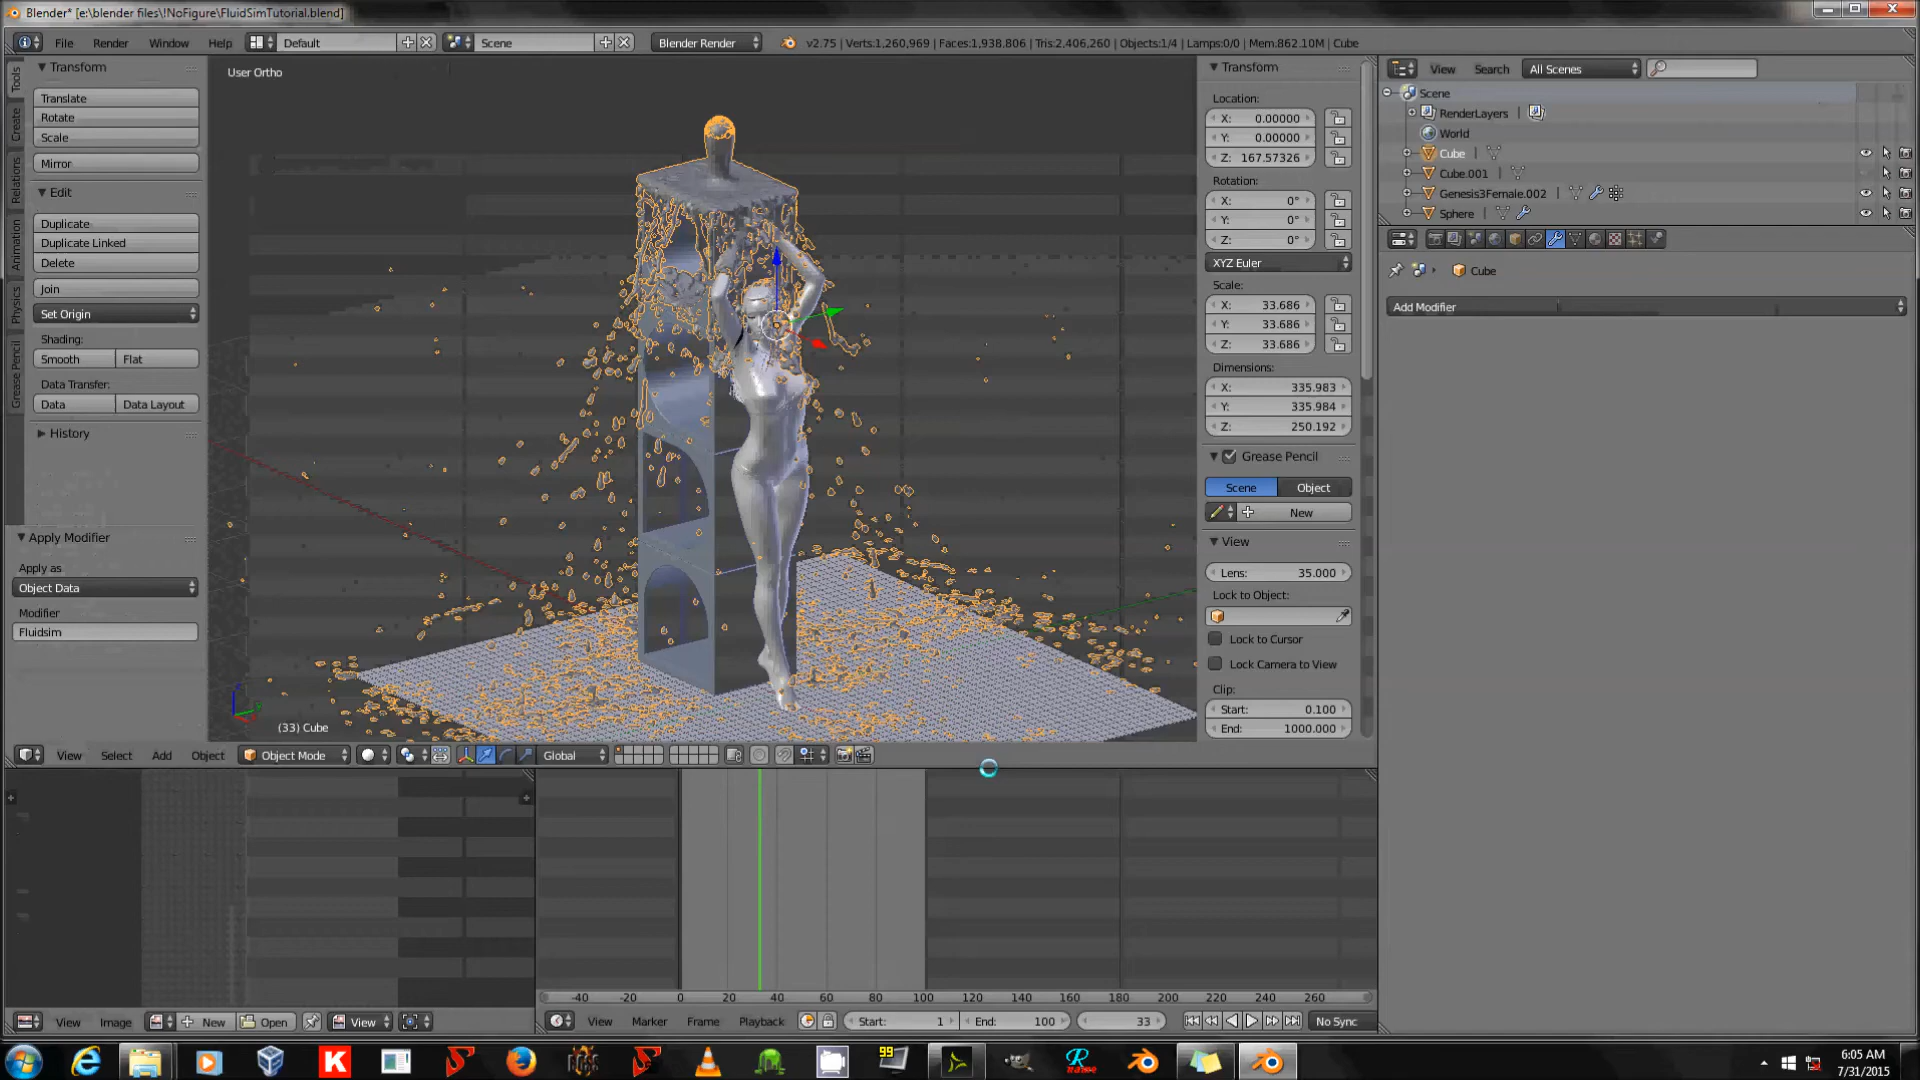 Blender* [e:\blender files\!NoFigure\FluidSimTutorial.blend]
File Render Window Help Default Scene Blender Render v2.75 | Verts:1,260,969 | Faces:1,938,806 | Tris:2,406,260 | Objects:1/4 | Lamps:0/0 | Mem:862.10M | Cube
Tools
Create
Relations
Animation
Physics
Grease Pencil
Transform
Translate
Rotate
Scale
Mirror
Edit
Duplicate
Duplicate Linked
Delete
Join
Set Origin
Shading:
Smooth Flat
Data Transfer:
Data Data Layout
History
Apply Modifier
Apply as
Object Data
Modifier
Fluidsim
User Ortho
(33) Cube
Transform
Location:
X: 0.00000
Y: 0.00000
Z: 167.57326
Rotation:
X: 0°
Y: 0°
Z: 0°
XYZ Euler
Scale:
X: 33.686
Y: 33.686
Z: 33.686
Dimensions:
X: 335.983
Y: 335.984
Z: 250.192
Grease Pencil
Scene Object
New
View
Lens: 35.000
Lock to Object:
Lock to Cursor
Lock Camera to View
Clip:
Start: 0.100
End: 1000.000
View Search All Scenes
Scene
RenderLayers |
World
Cube
Cube.001
Genesis3Female.002
Sphere
Cube
Add Modifier
View Select Add Object Object Mode Global
-40 -20 0 20 40 60 80 100 120 140 160 180 200 220 240 260
View Image New Open View
View Marker Frame Playback Start: 1 End: 100 33 No Sync
K
99
R
name
6:05 AM
7/31/2015